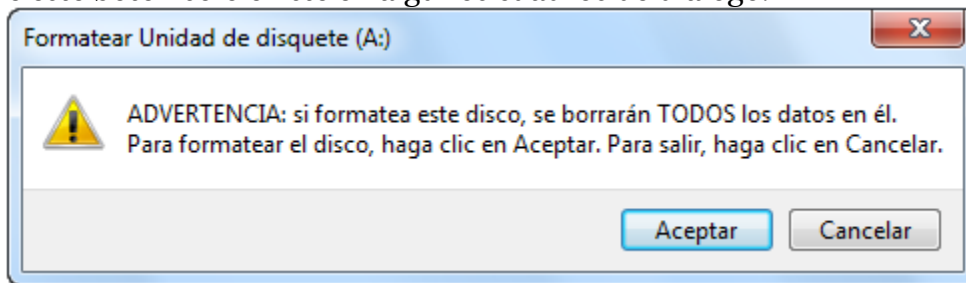 Formatear Unidad de disquete (A:)
ADVERTENCIA: si formatea este disco, se borrarán TODOS los datos en él.
Para formatear el disco, haga clic en Aceptar. Para salir, haga clic en Cancelar.
Aceptar Cancelar